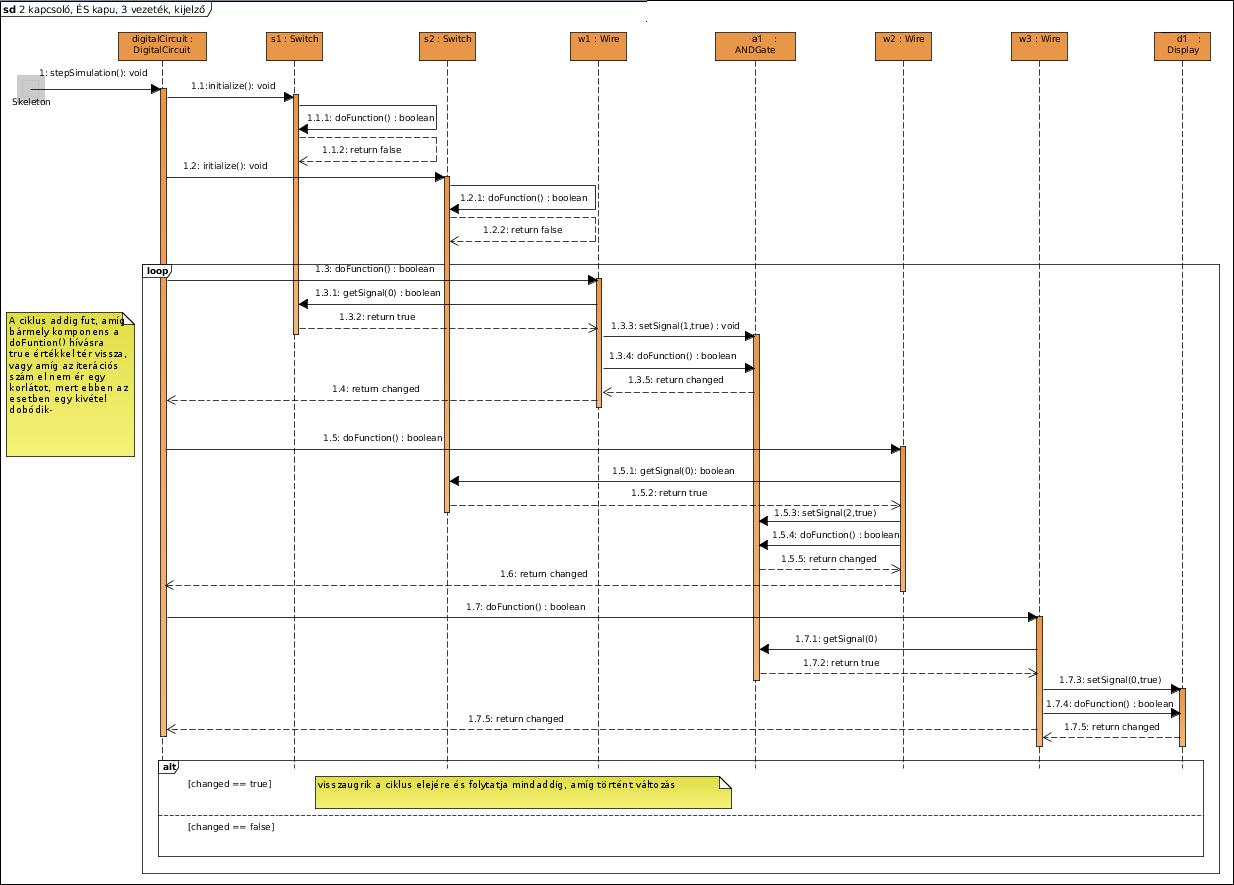 sd 2 kapcsoló, ÉS kapu, 3 vezeték, kijelző
digitalCircuit :
DigitalCircuit
s1 : Switch
s2 : Switch
w1 : Wire
a1 :
ANDGate
w2 : Wire
w3 : Wire
d1 :
Display
1: stepSimulation(): void
Skeleton
1.1:initialize(): void
1.1.1: doFunction() : boolean
1.1.2: return false
1.2: iritialize(): void
1.2.1: doFunction() : boolean
1.2.2: return false
loop
1.3: doFunction() : boolean
1.3.1: getSignal(0) : boolean
1.3.2: return true
1.3.3: setSignal(1,true) : void
1.3.4: doFunction() : boolean
1.3.5: return changed
1.4: return changed
A ciklus addig fut, amíg
bármely komponens a
doFuntion() hívásra
true értékkel tér vissza,
vagy amíg az iterációs
szám el nem ér egy
korlátot, mert ebben az
esetben egy kivétel
dobódik-
1.5: doFunction() : boolean
1.5.1: getSignal(0): boolean
1.5.2: return true
1.5.3: setSignal(2,true)
1.5.4: doFunction() : boolean
1.5.5: return changed
1.6: return changed
1.7: doFunction() : boolean
1.7.1: getSignal(0)
1.7.2: return true
1.7.3: setSignal(0,true)
1.7.4: doFunction() : boolean
1.7.5: return changed
1.7.5: return changed
alt
[changed == true]
visszaugrik a ciklus elejére és folytatja mindaddig, amíg történt változás
[changed == false]